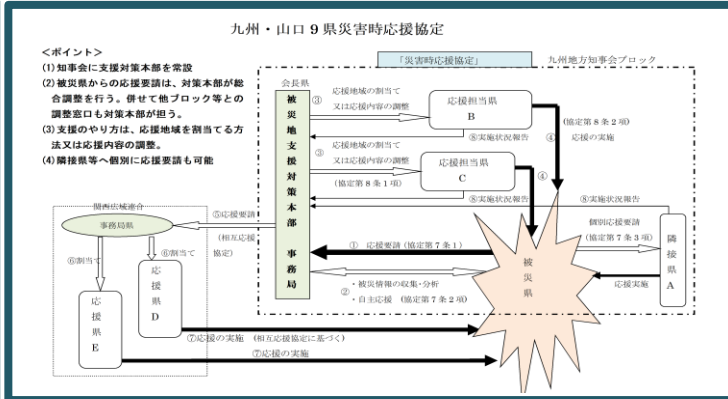 九州・山口９県災害時応援協定
＜ポイント＞
(1)知事会に支援対策本部を常設
(2)被災県からの応援要請は、対策本部が総
合調整を行う。併せて他ブロック等との
調整窓口も対策本部が担う。
(3)支援のやり方は、応援地域を割当てる方
法又は応援内容の調整。
(4)隣接県等へ個別に応援要請も可能
「災害時応援協定」
九州地方知事会ブロック
会長県
被災地支援対策本部 事務局
③
応援地域の割当て
又は応援内容の調整
応援担当県
B
⑧実施状況報告
④
(協定第８条２項)
応援の実施
③
応援地域の割当て
又は応援内容の調整
(協定第８条１項)
応援担当県
C
④
⑧実施状況報告
⑧実施状況報告
関西広域連合
事務局県
⑤応援要請
(相互応援
協定)
⑥割当て
⑥割当て
応援県D
応援県E
① 応援要請（協定第７条１）
②
・被災情報の収集・分析
・自主応援 （協定第７条２項）
被災県
個別応援要請
(協定第７条３項)
隣接県A
応援実施
⑦応援の実施 (相互応援協定に基づく)
⑦応援の実施